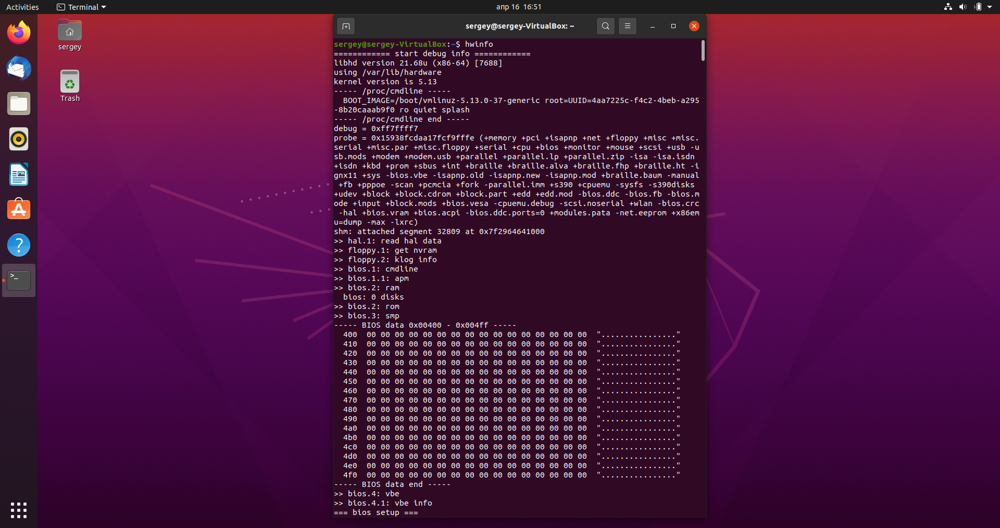 Activities
Terminal
апр 16 16:51
sergey
Trash
sergey@sergey-VirtualBox: ~
sergey@sergey-VirtualBox:~$ hwinfo
============ start debug info ============
libhd version 21.68u (x86-64) [7688]
using /var/lib/hardware
kernel version is 5.13
----- /proc/cmdline -----
  BOOT_IMAGE=/boot/vmlinuz-5.13.0-37-generic root=UUID=4aa7225c-f4c2-4beb-a295
-8b20caaab9f0 ro quiet splash
----- /proc/cmdline end -----
debug = 0xff7ffff7
probe = 0x15938fcdaa17fcf9fffe (+memory +pci +isapnp +net +floppy +misc +misc.
serial +misc.par +misc.floppy +serial +cpu +bios +monitor +mouse +scsi +usb -u
sb.mods +modem +modem.usb +parallel +parallel.lp +parallel.zip -isa -isa.isdn
+isdn +kbd +prom +sbus +int +braille +braille.alva +braille.fhp +braille.ht -i
gnx11 +sys -bios.vbe -isapnp.old -isapnp.new -isapnp.mod +braille.baum -manual
 +fb +pppoe -scan +pcmcia +fork -parallel.imm +s390 +cpuemu -sysfs -s390disks
+udev +block +block.cdrom +block.part +edd +edd.mod -bios.ddc -bios.fb -bios.m
ode +input +block.mods +bios.vesa -cpuemu.debug -scsi.noserial +wlan -bios.crc
 -hal +bios.vram +bios.acpi -bios.ddc.ports=0 +modules.pata -net.eeprom +x86em
u=dump -max -lxrc)
shm: attached segment 32809 at 0x7f2964641000
>> hal.1: read hal data
>> floppy.1: get nvram
>> floppy.2: klog info
>> bios.1: cmdline
>> bios.1.1: apm
>> bios.2: ram
  bios: 0 disks
>> bios.2: rom
>> bios.3: smp
----- BIOS data 0x00400 - 0x004ff -----
  400  00 00 00 00 00 00 00 00 00 00 00 00 00 00 00 00  "................"
  410  00 00 00 00 00 00 00 00 00 00 00 00 00 00 00 00  "................"
  420  00 00 00 00 00 00 00 00 00 00 00 00 00 00 00 00  "................"
  430  00 00 00 00 00 00 00 00 00 00 00 00 00 00 00 00  "................"
  440  00 00 00 00 00 00 00 00 00 00 00 00 00 00 00 00  "................"
  450  00 00 00 00 00 00 00 00 00 00 00 00 00 00 00 00  "................"
  460  00 00 00 00 00 00 00 00 00 00 00 00 00 00 00 00  "................"
  470  00 00 00 00 00 00 00 00 00 00 00 00 00 00 00 00  "................"
  480  00 00 00 00 00 00 00 00 00 00 00 00 00 00 00 00  "................"
  490  00 00 00 00 00 00 00 00 00 00 00 00 00 00 00 00  "................"
  4a0  00 00 00 00 00 00 00 00 00 00 00 00 00 00 00 00  "................"
  4b0  00 00 00 00 00 00 00 00 00 00 00 00 00 00 00 00  "................"
  4c0  00 00 00 00 00 00 00 00 00 00 00 00 00 00 00 00  "................"
  4d0  00 00 00 00 00 00 00 00 00 00 00 00 00 00 00 00  "................"
  4e0  00 00 00 00 00 00 00 00 00 00 00 00 00 00 00 00  "................"
  4f0  00 00 00 00 00 00 00 00 00 00 00 00 00 00 00 00  "................"
----- BIOS data end -----
>> bios.4: vbe
>> bios.4.1: vbe info
=== bios setup ===